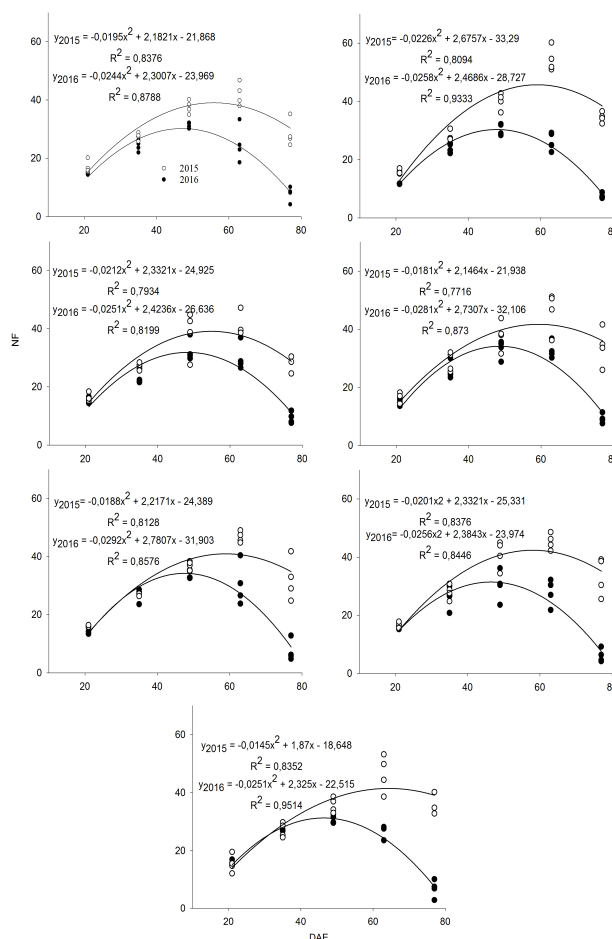 60
y2015 = -0,0195x² + 2,1821x - 21,868
R² = 0,8376
y2016 = -0,0244x² + 2,3007x - 23,969
R² = 0,8788
40
20
○ 2015
● 2016
0
20 40 60 80
y2015 = -0,0226x² + 2,6757x - 33,29
R² = 0,8094
y2016 = -0,0258x² + 2,4686x - 28,727
R² = 0,9333
60
40
20
0
20 40 60 80
60
y2015 = -0,0212x² + 2,3321x - 24,925
R² = 0,7934
y2016 = -0,0251x² + 2,4236x - 26,636
R² = 0,8199
40
20
0
20 40 60 80
NF
60
y2015 = -0,0181x² + 2,1464x - 21,938
R² = 0,7716
y2016 = -0,0281x² + 2,7307x - 32,106
R² = 0,873
40
20
0
20 40 60 80
60
y2015 = -0,0188x² + 2,2171x - 24,389
R² = 0,8128
y2016 = -0,0292x² + 2,7807x - 31,903
R² = 0,8576
40
20
0
20 40 60 80
60
y2015 = -0,0201x2 + 2,3321x - 25,331
R² = 0,8376
y2016 = -0,0256x2 + 2,3843x - 23,974
R² = 0,8446
40
20
0
20 40 60 80
60
y2015 = -0,0145x² + 1,87x - 18,648
R² = 0,8352
y2016 = -0,0251x² + 2,325x - 22,515
R² = 0,9514
40
20
0
20 40 60 80
DAE